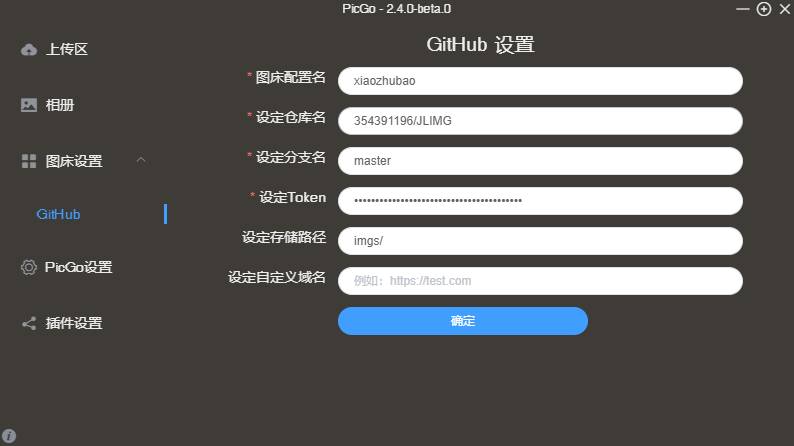 PicGo - 2.4.0-beta.0
上传区
相册
图床设置
GitHub
PicGo设置
插件设置
GitHub 设置
* 图床配置名 xiaozhubao
* 设定仓库名 354391196/JLIMG
* 设定分支名 master
* 设定Token ••••••••••••••••••••••••••••••••••••••••
设定存储路径 imgs/
设定自定义域名 例如：https://test.com
确定